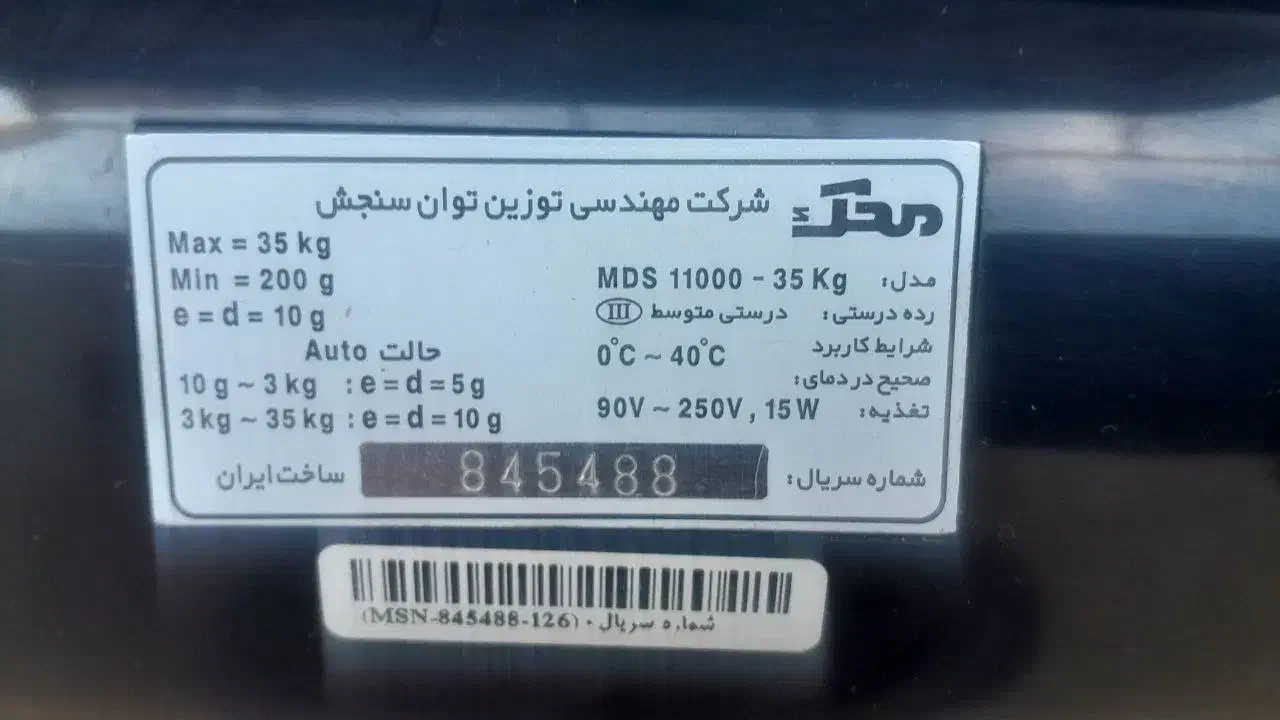 محک
شرکت مهندسی توزین توان سنجش
Max = 35 kg
Min = 200 g
e = d = 10 g
حالت Auto
10 g ~ 3 kg : e = d = 5 g
3 kg ~ 35 kg : e = d = 10 g
مدل: MDS 11000 - 35 Kg
رده درستی: درستی متوسط III
شرایط کاربرد
صحیح در دمای: 0°C ~ 40°C
تغذیه: 90V ~ 250V , 15 W
شماره سریال: 845488 ساخت ایران
شماره سریال: (MSN-845488-126)